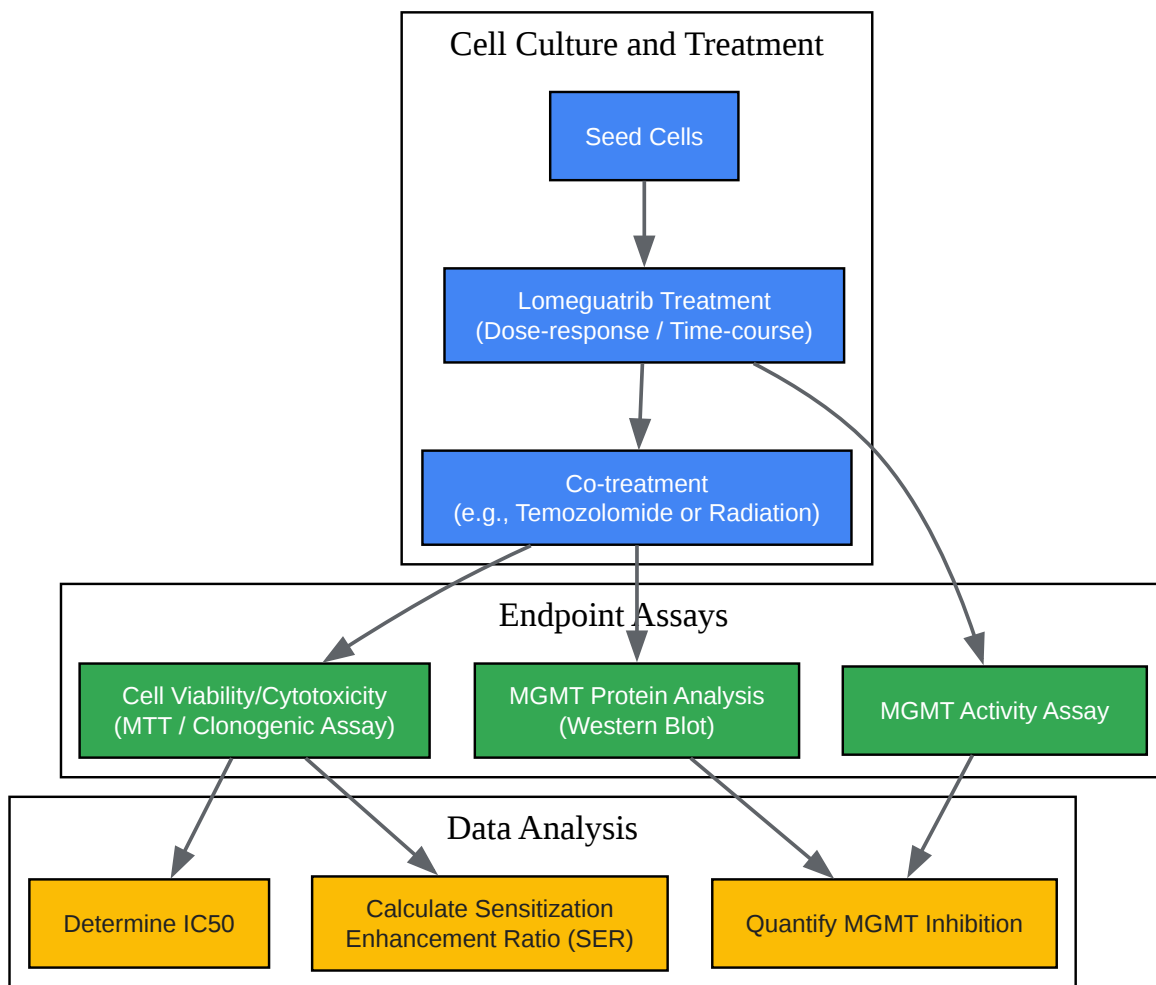 Cell Culture and Treatment
Seed Cells
Lomeguatrib Treatment
(Dose-response / Time-course)
Co-treatment
(e.g., Temozolomide or Radiation)
Endpoint Assays
Cell Viability/Cytotoxicity
(MTT / Clonogenic Assay)
MGMT Protein Analysis
(Western Blot)
MGMT Activity Assay
Data Analysis
Determine IC50
Calculate Sensitization
Enhancement Ratio (SER)
Quantify MGMT Inhibition